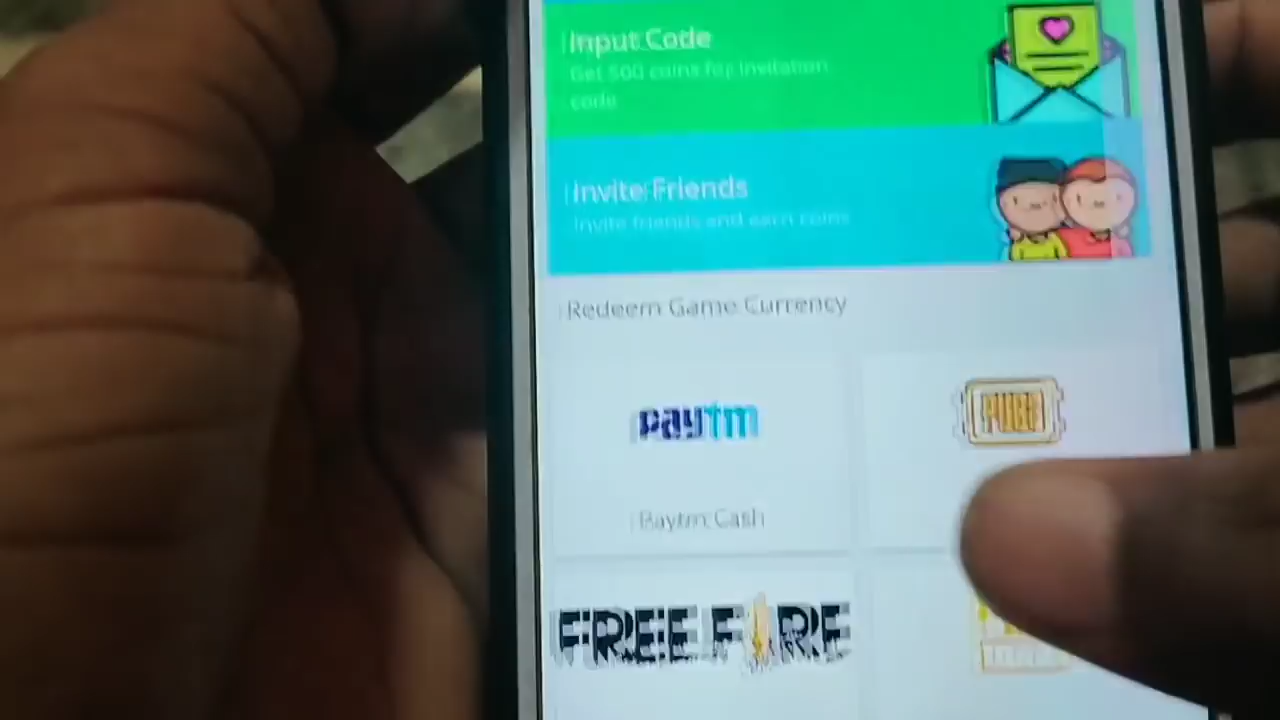 Input Code
Get 500 coins for invitation
code
Invite Friends
Invite friends and earn coins
Redeem Game Currency
paytm
PUBG
Paytm Cash
FREE FIRE